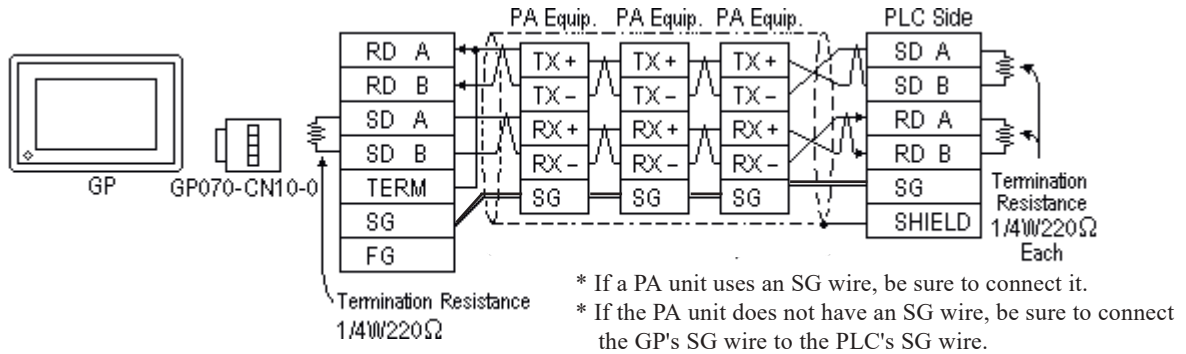 PA Equip. PA Equip. PA Equip. PLC Side
RD A TX+ TX+ TX+ SD A
RD B TX- TX- TX- SD B
SD A RX+ RX+ RX+ RD A
SD B RX- RX- RX- RD B
TERM SG SG SG SG
SG SHIELD
FG
GP GP070-CN10-0
Termination
Resistance
1/4W220Ω
Each
Termination Resistance
1/4W220Ω
* If a PA unit uses an SG wire, be sure to connect it.
* If the PA unit does not have an SG wire, be sure to connect
the GP's SG wire to the PLC's SG wire.